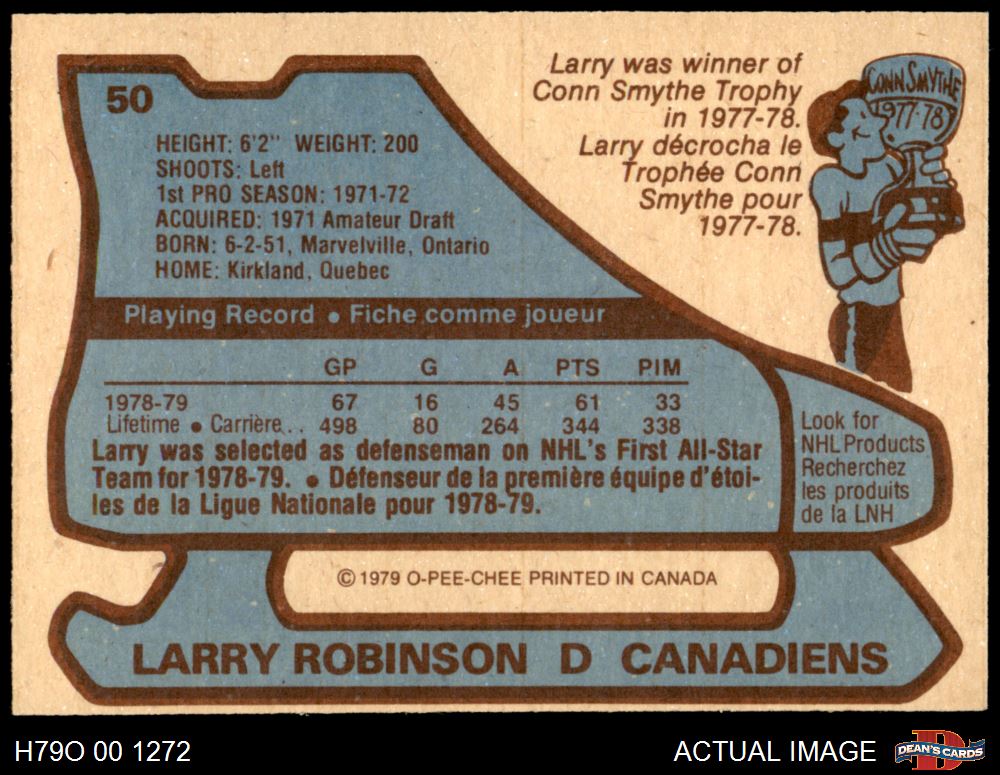 50
HEIGHT: 6'2" WEIGHT: 200
SHOOTS: Left
1st PRO SEASON: 1971-72
ACQUIRED: 1971 Amateur Draft
BORN: 6-2-51, Marvelville, Ontario
HOME: Kirkland, Quebec
Larry was winner of
Conn Smythe Trophy
in 1977-78.
Larry décrocha le
Trophée Conn
Smythe pour
1977-78.
CONN SMYTHE
1977-78
Playing Record • Fiche comme joueur
GP G A PTS PIM
1978-79 67 16 45 61 33
Lifetime • Carrière.. 498 80 264 344 338
Larry was selected as defenseman on NHL's First All-Star
Team for 1978-79. • Défenseur de la première équipe d'étoi-
les de la Ligue Nationale pour 1978-79.
Look for
NHL Products
Recherchez
les produits
de la LNH
© 1979 O-PEE-CHEE PRINTED IN CANADA
LARRY ROBINSON D CANADIENS
H79O 00 1272
ACTUAL IMAGE
D
DEAN'S CARDS